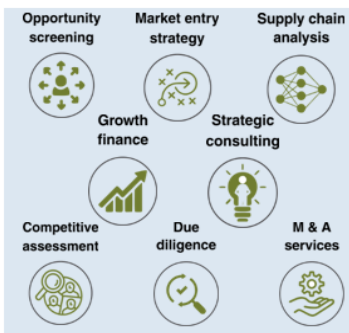 Opportunity
screening
Market entry
strategy
Supply chain
analysis
Growth
finance
Strategic
consulting
Competitive
assessment
Due
diligence
M & A
services